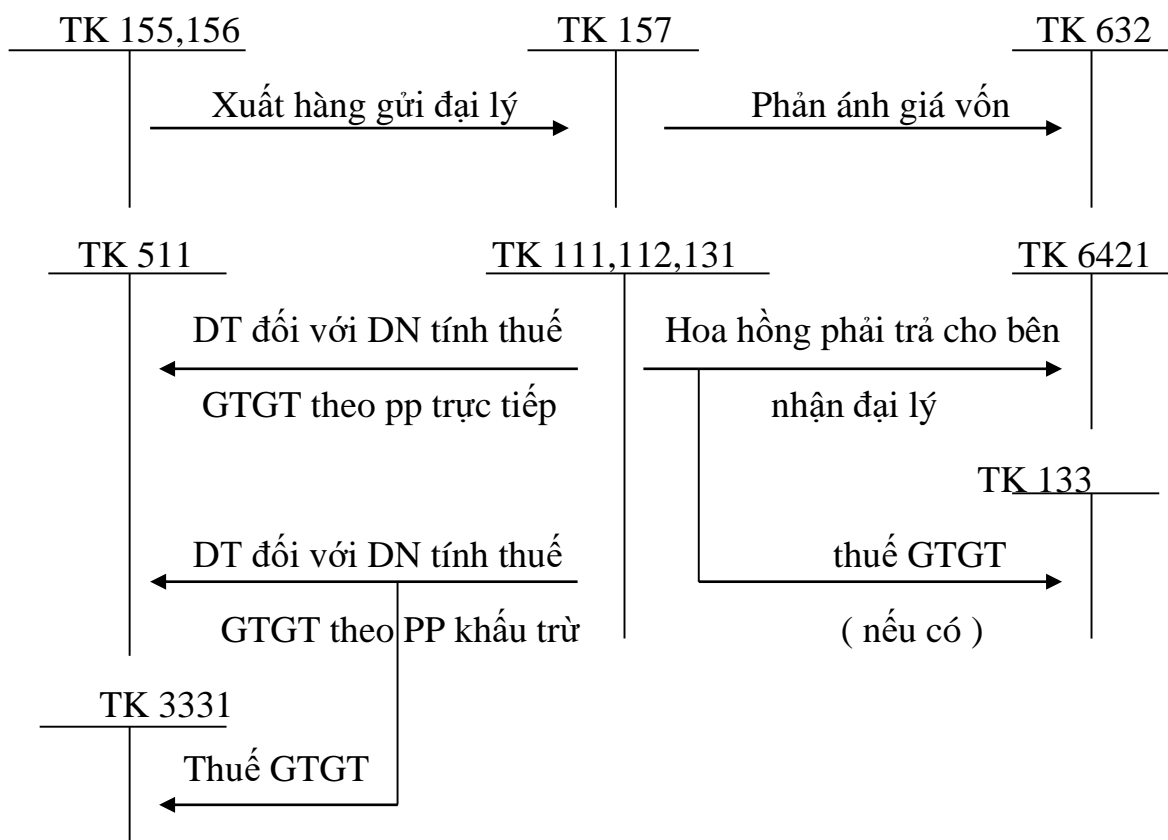 TK 155,156
TK 157
TK 632
Xuất hàng gửi đại lý
Phản ánh giá vốn
TK 511
TK 111,112,131
TK 6421
DT đối với DN tính thuế
Hoa hồng phải trả cho bên
GTGT theo pp trực tiếp
nhận đại lý
TK 133
DT đối với DN tính thuế
thuế GTGT
GTGT theo PP khấu trừ
( nếu có )
TK 3331
Thuế GTGT